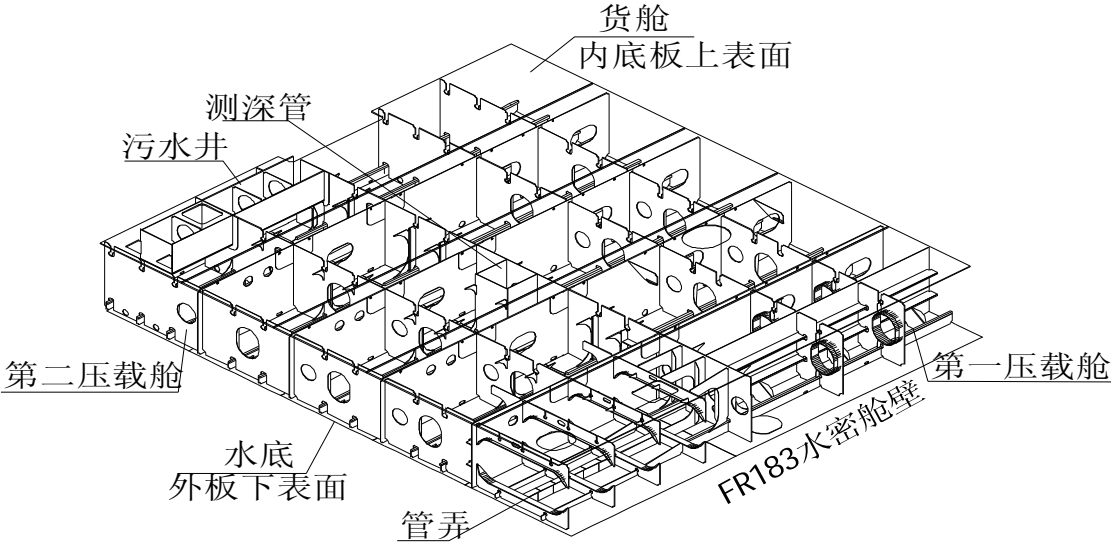 货舱
内底板上表面
测深管
污水井
第二压载舱
第一压载舱
FR183水密舱壁
水底
外板下表面
管弄